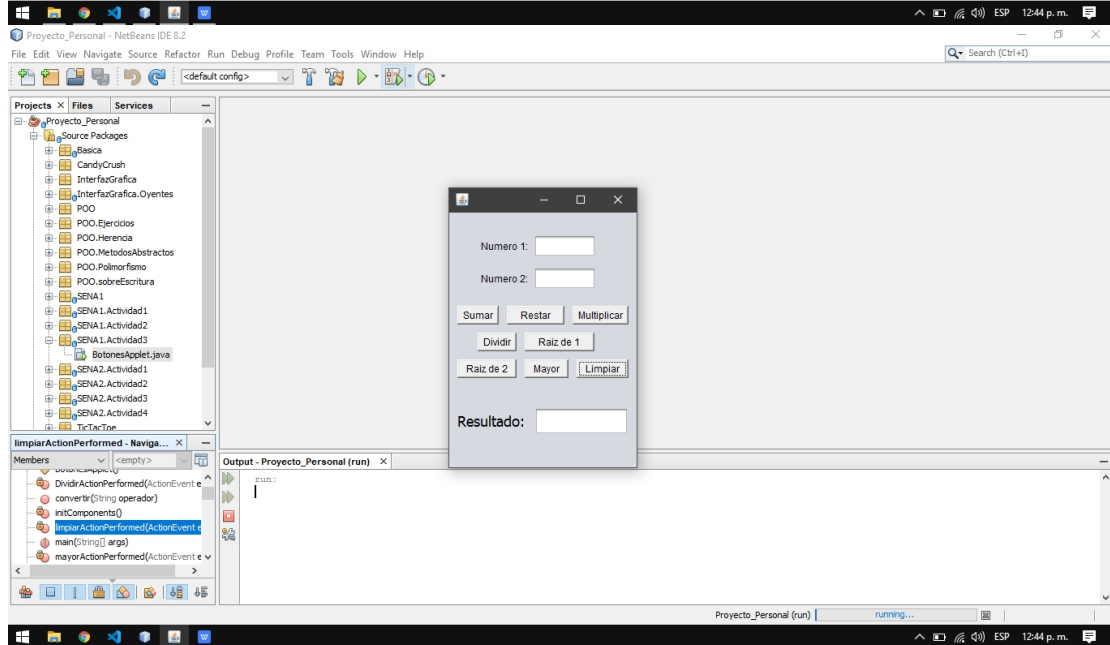 ESP 12:44 p. m.
Proyecto_Personal - NetBeans IDE 8.2
File Edit View Navigate Source Refactor Run Debug Profile Team Tools Window Help
Search (Ctrl+I)
<default config>
Projects Files Services
Proyecto_Personal
Source Packages
Basica
CandyCrush
InterfazGrafica
InterfazGrafica.Oyentes
POO
POO.Ejercicios
POO.Herencia
POO.MetodosAbstractos
POO.Polimorfismo
POO.sobreEscritura
SENA1
SENA1.Actividad1
SENA1.Actividad2
SENA1.Actividad3
BotonesApplet.java
SENA2.Actividad1
SENA2.Actividad2
SENA2.Actividad3
SENA2.Actividad4
TicTacToe
Numero 1:
Numero 2:
Sumar Restar Multiplicar
Dividir Raiz de 1
Raiz de 2 Mayor Limpiar
Resultado:
limpiarActionPerformed - Naviga...
Members <empty>
BotonesApplet()
DividirActionPerformed(ActionEvent e
convertir(String operador)
initComponents()
limpiarActionPerformed(ActionEvent e
main(String[] args)
mayorActionPerformed(ActionEvent e
Output - Proyecto_Personal (run)
run:
Proyecto_Personal (run) running...
ESP 12:44 p. m.